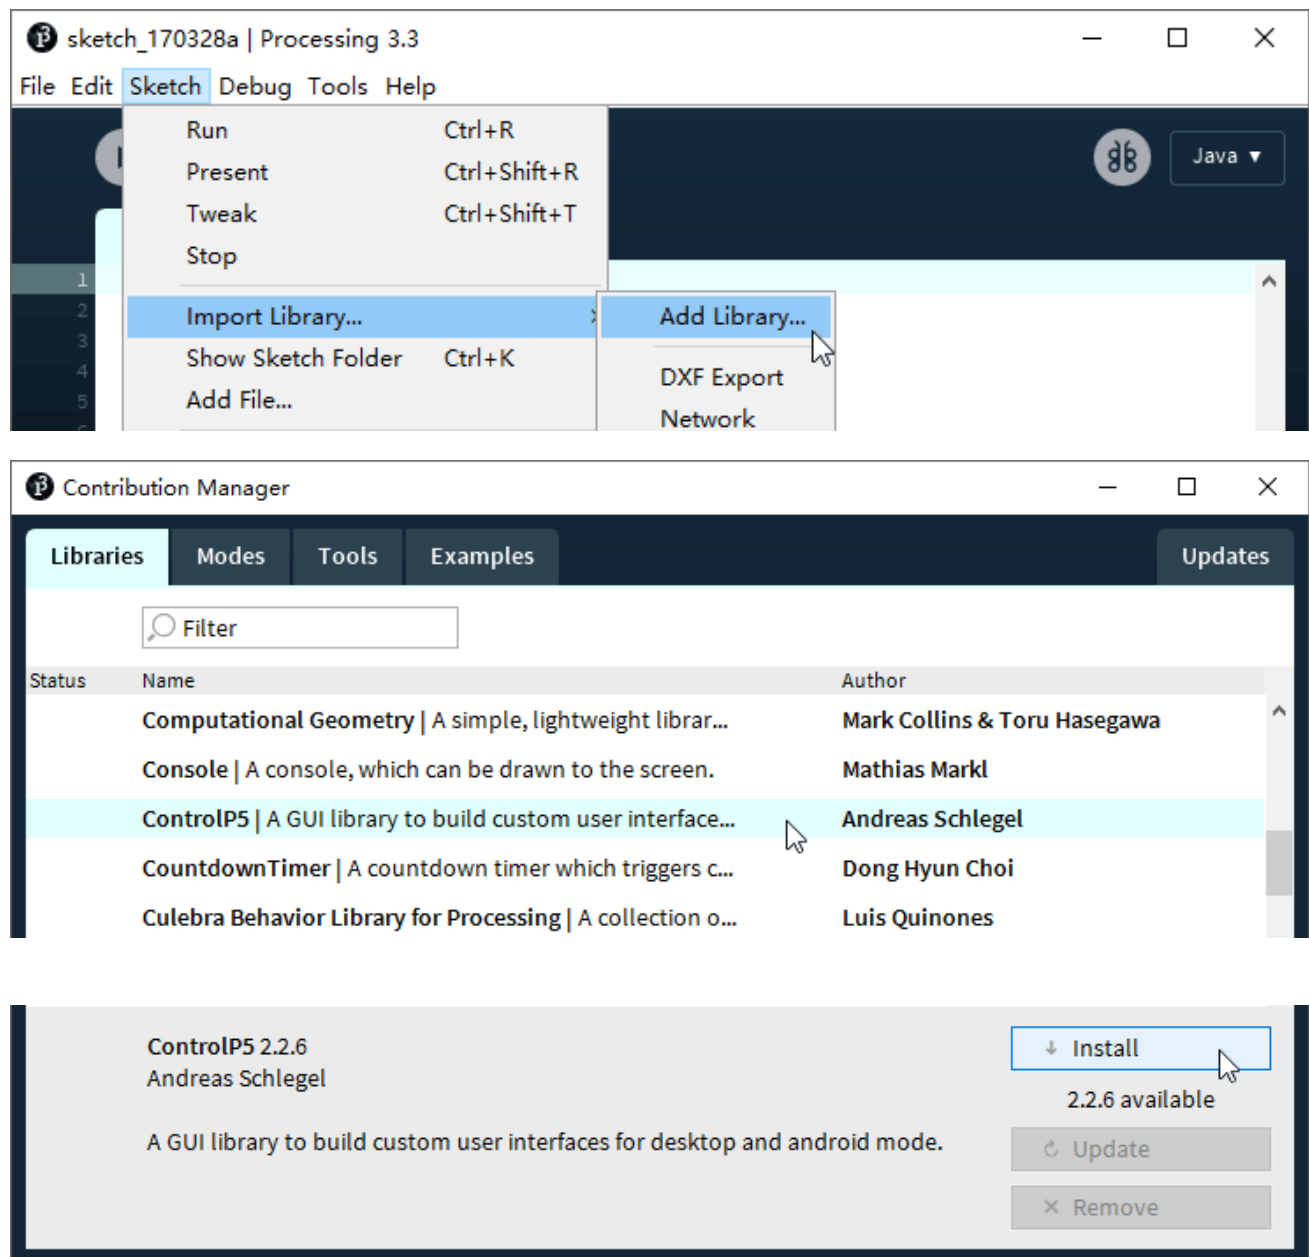 sketch_170328a | Processing 3.3
File Edit Sketch Debug Tools Help
Run Ctrl+R
Present Ctrl+Shift+R
Java ▼
Tweak Ctrl+Shift+T
Stop
1
2
Import Library...
Add Library...
3
Show Sketch Folder Ctrl+K
4
DXF Export
5
Add File...
Network
Contribution Manager
Libraries Modes Tools Examples Updates
Filter
Status Name Author
Computational Geometry | A simple, lightweight librar... Mark Collins & Toru Hasegawa
Console | A console, which can be drawn to the screen. Mathias Markl
ControlP5 | A GUI library to build custom user interface... Andreas Schlegel
CountdownTimer | A countdown timer which triggers c... Dong Hyun Choi
Culebra Behavior Library for Processing | A collection o... Luis Quinones
ControlP5 2.2.6
Install
Andreas Schlegel
2.2.6 available
A GUI library to build custom user interfaces for desktop and android mode.
Update
Remove